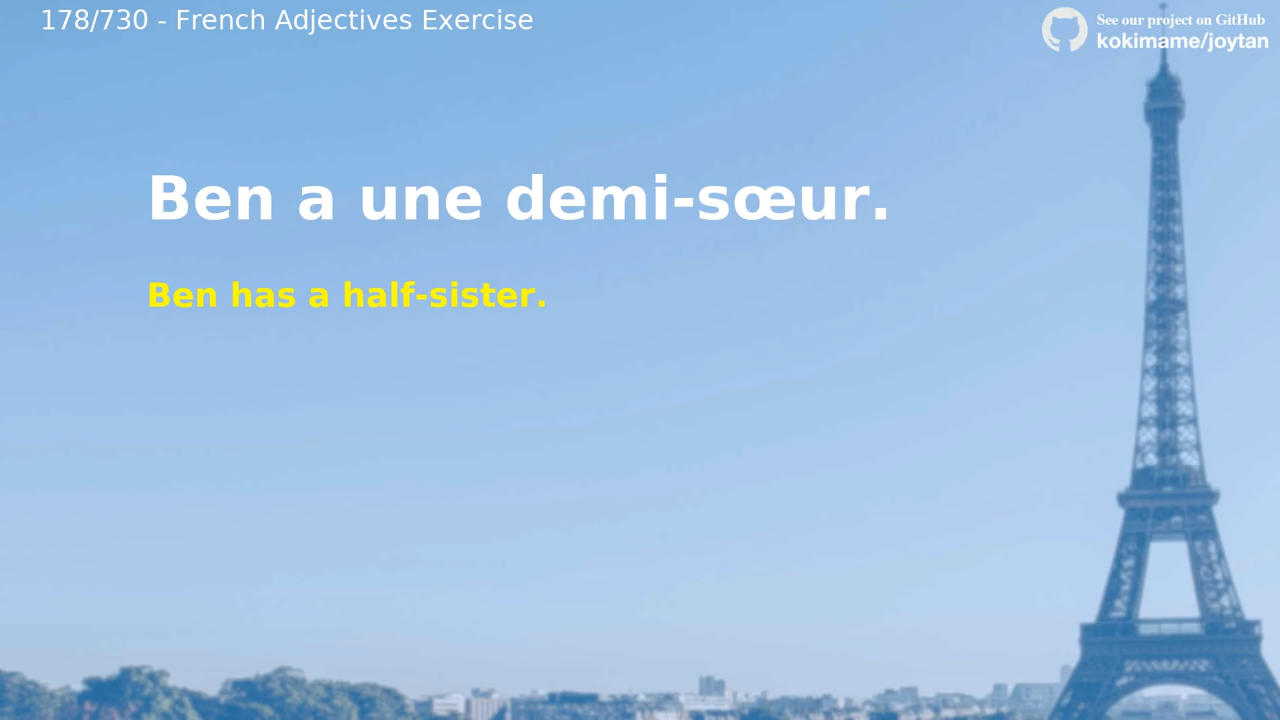 178/730 - French Adjectives Exercise
See our project on GitHub
kokimame/joytan
Ben a une demi-sœur.
Ben has a half-sister.